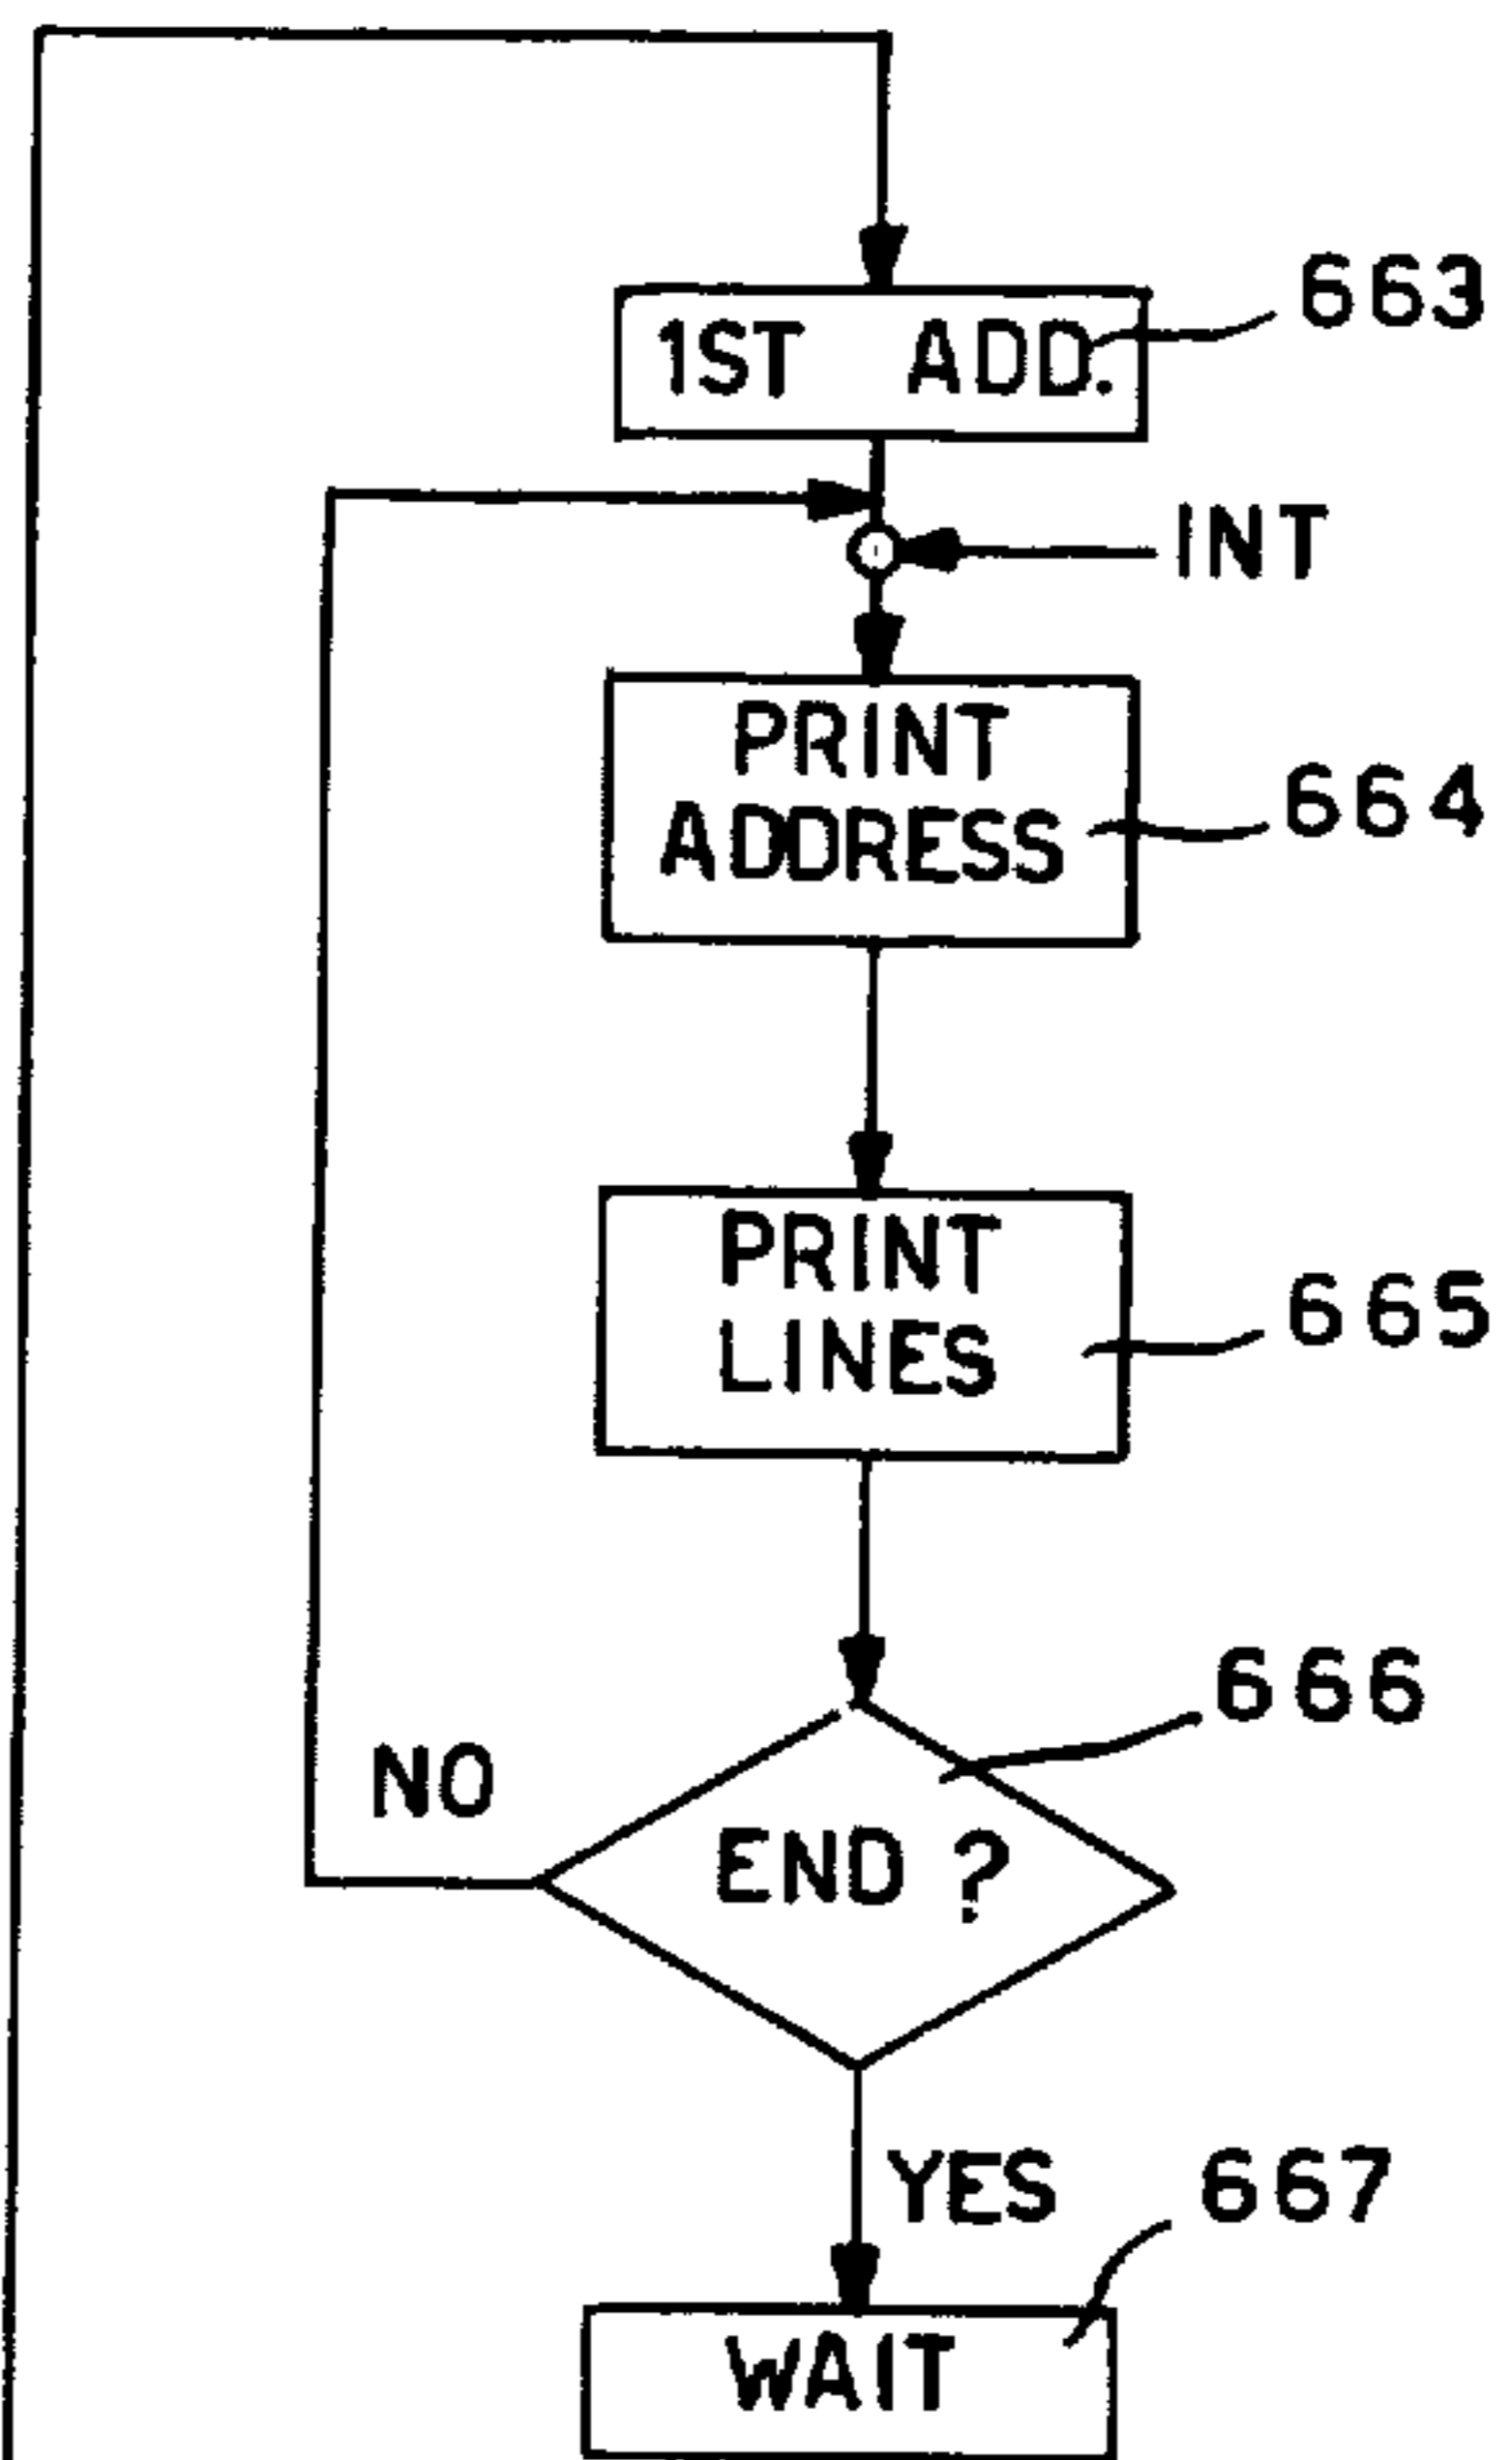 663
1ST ADD.
INT
PRINT
ADDRESS
664
PRINT
LINES
665
666
NO
END ?
YES
667
WAIT